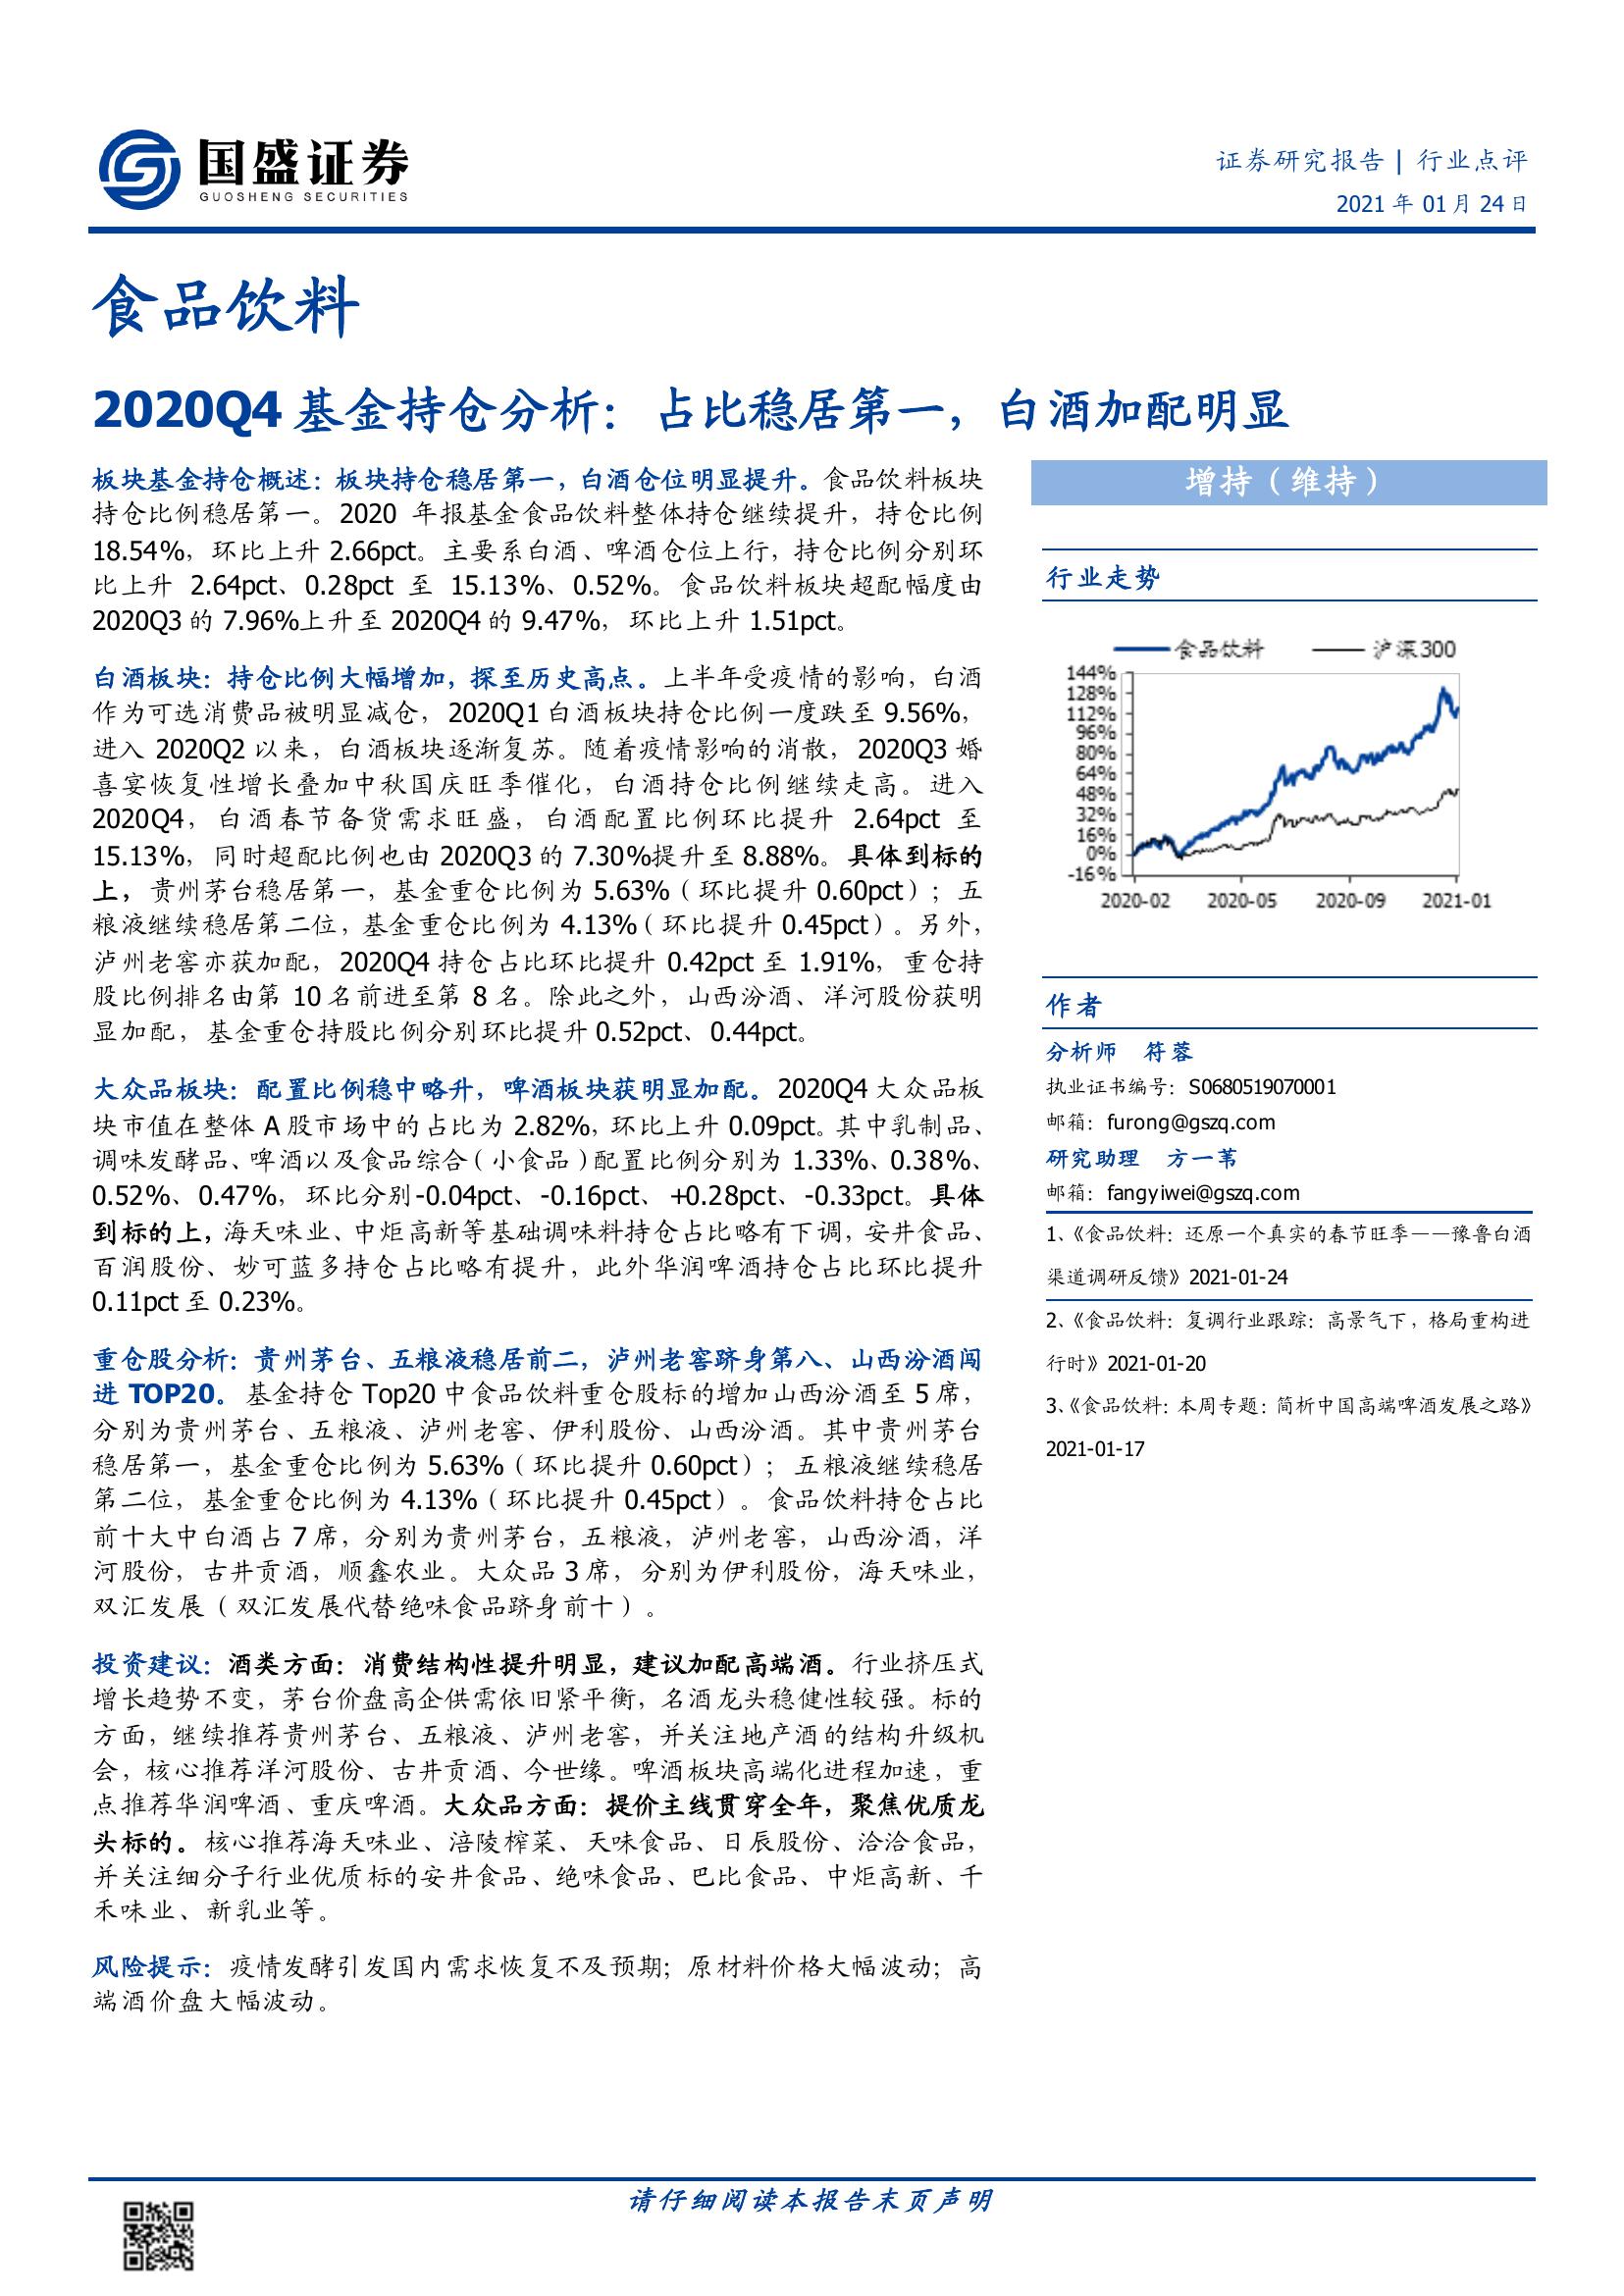 国盛证券
GUOSHENG SECURITIES
证券研究报告 | 行业点评
2021 年 01 月 24 日
食品饮料
2020Q4 基金持仓分析：占比稳居第一，白酒加配明显
板块基金持仓概述：板块持仓稳居第一，白酒仓位明显提升。食品饮料板块
持仓比例稳居第一。2020 年报基金食品饮料整体持仓继续提升，持仓比例
18.54%，环比上升 2.66pct。主要系白酒、啤酒仓位上行，持仓比例分别环
比上升 2.64pct、0.28pct 至 15.13%、0.52%。食品饮料板块超配幅度由
2020Q3 的 7.96%上升至 2020Q4 的 9.47%，环比上升 1.51pct。
白酒板块：持仓比例大幅增加，探至历史高点。上半年受疫情的影响，白酒
作为可选消费品被明显减仓，2020Q1 白酒板块持仓比例一度跌至 9.56%，
进入 2020Q2 以来，白酒板块逐渐复苏。随着疫情影响的消散，2020Q3 婚
喜宴恢复性增长叠加中秋国庆旺季催化，白酒持仓比例继续走高。进入
2020Q4，白酒春节备货需求旺盛，白酒配置比例环比提升 2.64pct 至
15.13%，同时超配比例也由 2020Q3 的 7.30%提升至 8.88%。具体到标的
上，贵州茅台稳居第一，基金重仓比例为 5.63%（环比提升 0.60pct）；五
粮液继续稳居第二位，基金重仓比例为 4.13%（环比提升 0.45pct）。另外，
泸州老窖亦获加配，2020Q4 持仓占比环比提升 0.42pct 至 1.91%，重仓持
股比例排名由第 10 名前进至第 8 名。除此之外，山西汾酒、洋河股份获明
显加配，基金重仓持股比例分别环比提升 0.52pct、0.44pct。
大众品板块：配置比例稳中略升，啤酒板块获明显加配。2020Q4 大众品板
块市值在整体 A 股市场中的占比为 2.82%，环比上升 0.09pct。其中乳制品、
调味发酵品、啤酒以及食品综合（小食品）配置比例分别为 1.33%、0.38%、
0.52%、0.47%，环比分别-0.04pct、-0.16pct、+0.28pct、-0.33pct。具体
到标的上，海天味业、中炬高新等基础调味料持仓占比略有下调，安井食品、
百润股份、妙可蓝多持仓占比略有提升，此外华润啤酒持仓占比环比提升
0.11pct 至 0.23%。
重仓股分析：贵州茅台、五粮液稳居前二，泸州老窖跻身第八、山西汾酒闯
进 TOP20。基金持仓 Top20 中食品饮料重仓股标的增加山西汾酒至 5 席，
分别为贵州茅台、五粮液、泸州老窖、伊利股份、山西汾酒。其中贵州茅台
稳居第一，基金重仓比例为 5.63%（环比提升 0.60pct）；五粮液继续稳居
第二位，基金重仓比例为 4.13%（环比提升 0.45pct）。食品饮料持仓占比
前十大中白酒占 7 席，分别为贵州茅台，五粮液，泸州老窖，山西汾酒，洋
河股份，古井贡酒，顺鑫农业。大众品 3 席，分别为伊利股份，海天味业，
双汇发展（双汇发展代替绝味食品跻身前十）。
投资建议：酒类方面：消费结构性提升明显，建议加配高端酒。行业挤压式
增长趋势不变，茅台价盘高企供需依旧紧平衡，名酒龙头稳健性较强。标的
方面，继续推荐贵州茅台、五粮液、泸州老窖，并关注地产酒的结构升级机
会，核心推荐洋河股份、古井贡酒、今世缘。啤酒板块高端化进程加速，重
点推荐华润啤酒、重庆啤酒。大众品方面：提价主线贯穿全年，聚焦优质龙
头标的。核心推荐海天味业、涪陵榨菜、天味食品、日辰股份、洽洽食品，
并关注细分子行业优质标的安井食品、绝味食品、巴比食品、中炬高新、千
禾味业、新乳业等。
风险提示：疫情发酵引发国内需求恢复不及预期；原材料价格大幅波动；高
端酒价盘大幅波动。
增持（维持）
行业走势
食品饮料 沪深300
144%
128%
112%
96%
80%
64%
48%
32%
16%
0%
-16%
2020-02 2020-05 2020-09 2021-01
作者
分析师 符蓉
执业证书编号：S0680519070001
邮箱：furong@gszq.com
研究助理 方一苇
邮箱：fangyiwei@gszq.com
1、《食品饮料：还原一个真实的春节旺季——豫鲁白酒
渠道调研反馈》2021-01-24
2、《食品饮料：复调行业跟踪：高景气下，格局重构进
行时》2021-01-20
3、《食品饮料：本周专题：简析中国高端啤酒发展之路》
2021-01-17
请仔细阅读本报告末页声明